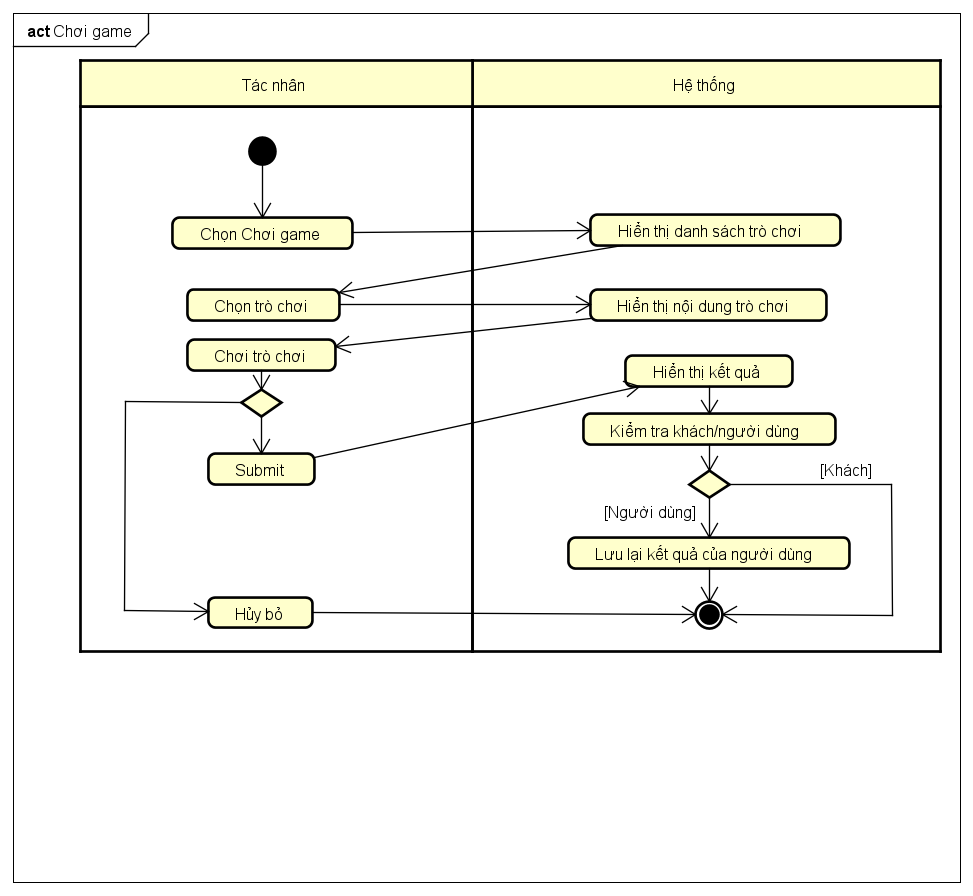 act Chơi game
Tác nhân
Hệ thống
Chọn Chơi game
Hiển thị danh sách trò chơi
Chọn trò chơi
Hiển thị nội dung trò chơi
Chơi trò chơi
Hiển thị kết quả
Kiểm tra khách/người dùng
Submit
[Khách]
[Người dùng]
Lưu lại kết quả của người dùng
Hủy bỏ